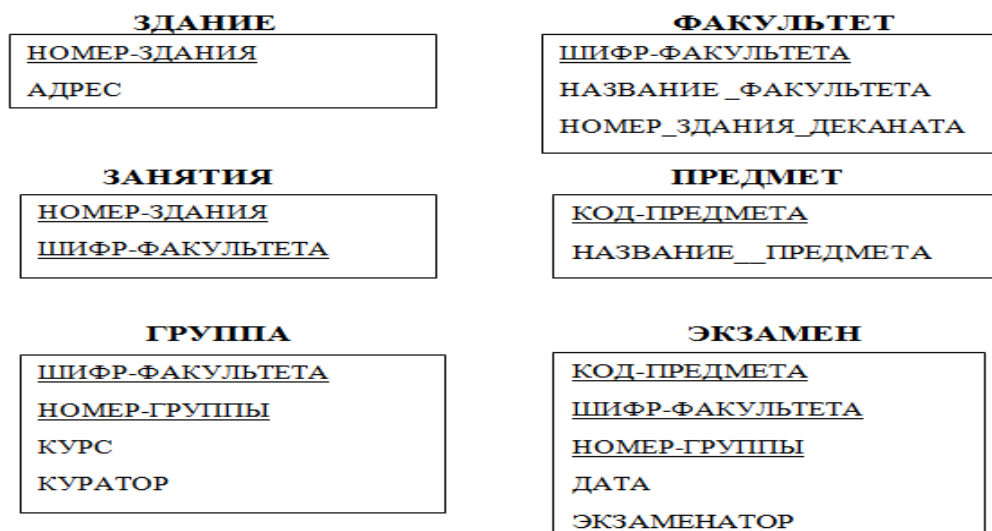 ЗДАНИЕ
НОМЕР-ЗДАНИЯ
АДРЕС
ФАКУЛЬТЕТ
ШИФР-ФАКУЛЬТЕТА
НАЗВАНИЕ _ФАКУЛЬТЕТА
НОМЕР_ЗДАНИЯ_ДЕКАНАТА
ЗАНЯТИЯ
НОМЕР-ЗДАНИЯ
ШИФР-ФАКУЛЬТЕТА
ПРЕДМЕТ
КОД-ПРЕДМЕТА
НАЗВАНИЕ__ПРЕДМЕТА
ГРУППА
ШИФР-ФАКУЛЬТЕТА
НОМЕР-ГРУППЫ
КУРС
КУРАТОР
ЭКЗАМЕН
КОД-ПРЕДМЕТА
ШИФР-ФАКУЛЬТЕТА
НОМЕР-ГРУППЫ
ДАТА
ЭКЗАМЕНАТОР